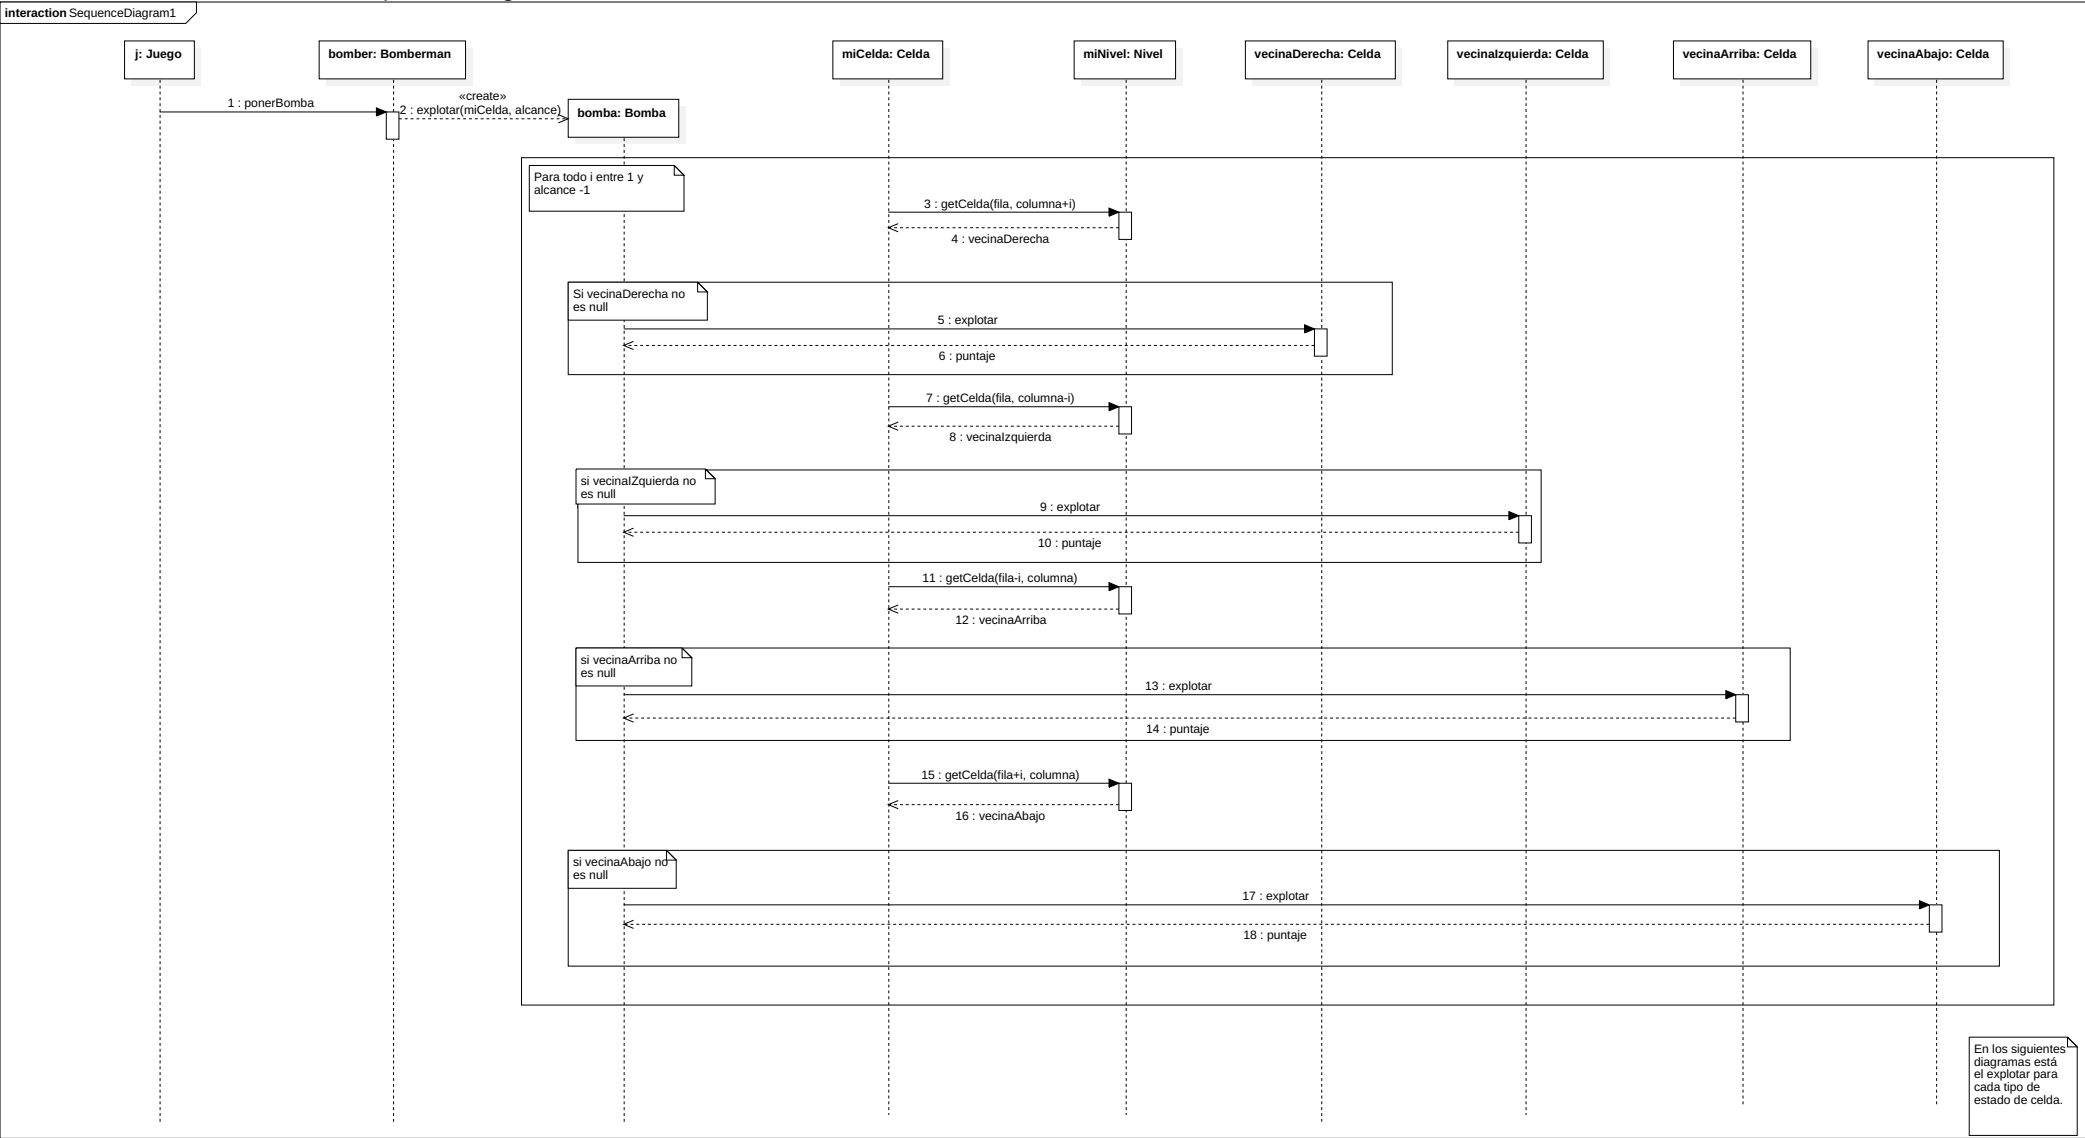 interaction SequenceDiagram1
j: Juego
bomber: Bomberman
miCelda: Celda
miNivel: Nivel
vecinaDerecha: Celda
vecinaIzquierda: Celda
vecinaArriba: Celda
vecinaAbajo: Celda
1 : ponerBomba
«create»
2 : explotar(miCelda, alcance)
bomba: Bomba
Para todo i entre 1 y
alcance -1
3 : getCelda(fila, columna+i)
4 : vecinaDerecha
Si vecinaDerecha no
es null
5 : explotar
6 : puntaje
7 : getCelda(fila, columna-i)
8 : vecinaIzquierda
si vecinaIZquierda no
es null
9 : explotar
10 : puntaje
11 : getCelda(fila-i, columna)
12 : vecinaArriba
si vecinaArriba no
es null
13 : explotar
14 : puntaje
15 : getCelda(fila+i, columna)
16 : vecinaAbajo
si vecinaAbajo no
es null
17 : explotar
18 : puntaje
En los siguientes
diagramas está
el explotar para
cada tipo de
estado de celda.